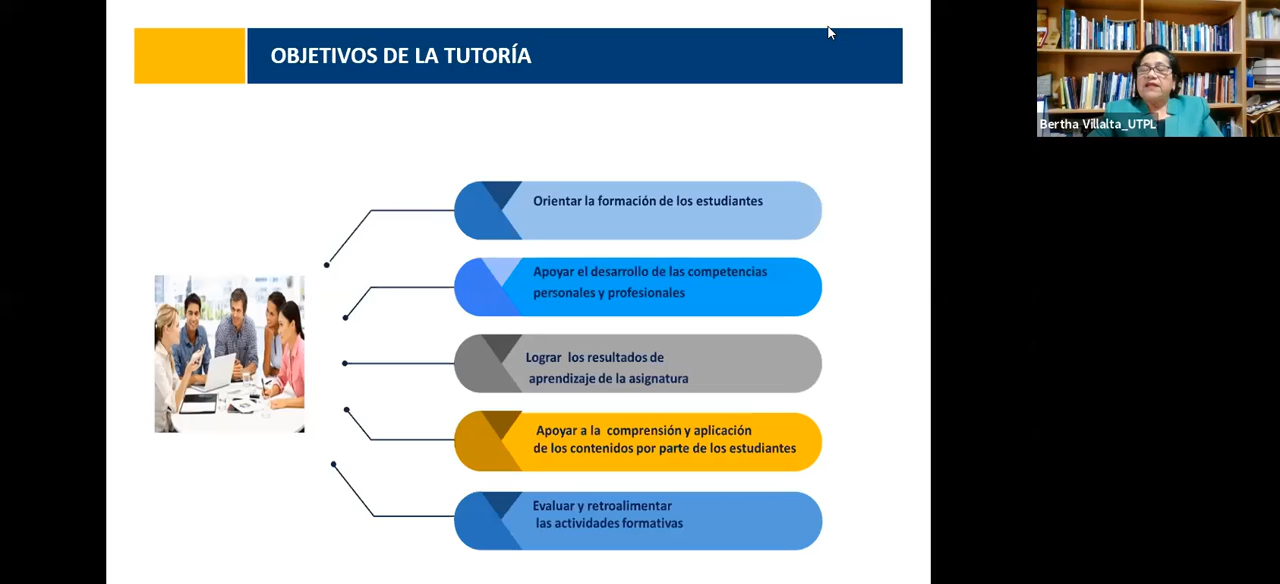 OBJETIVOS DE LA TUTORÍA
Bertha Villalta_UTPL
Orientar la formación de los estudiantes
Apoyar el desarrollo de las competencias
personales y profesionales
Lograr los resultados de
aprendizaje de la asignatura
Apoyar a la comprensión y aplicación
de los contenidos por parte de los estudiantes
Evaluar y retroalimentar
las actividades formativas